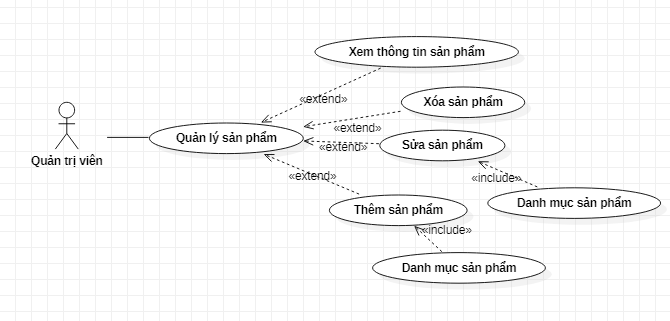 Xem thông tin sản phẩm
«extend»
Xóa sản phẩm
«extend»
Quản lý sản phẩm
Sửa sản phẩm
«extend»
Quản trị viên
«extend»
«include»
Thêm sản phẩm
Danh mục sản phẩm
«include»
Danh mục sản phẩm